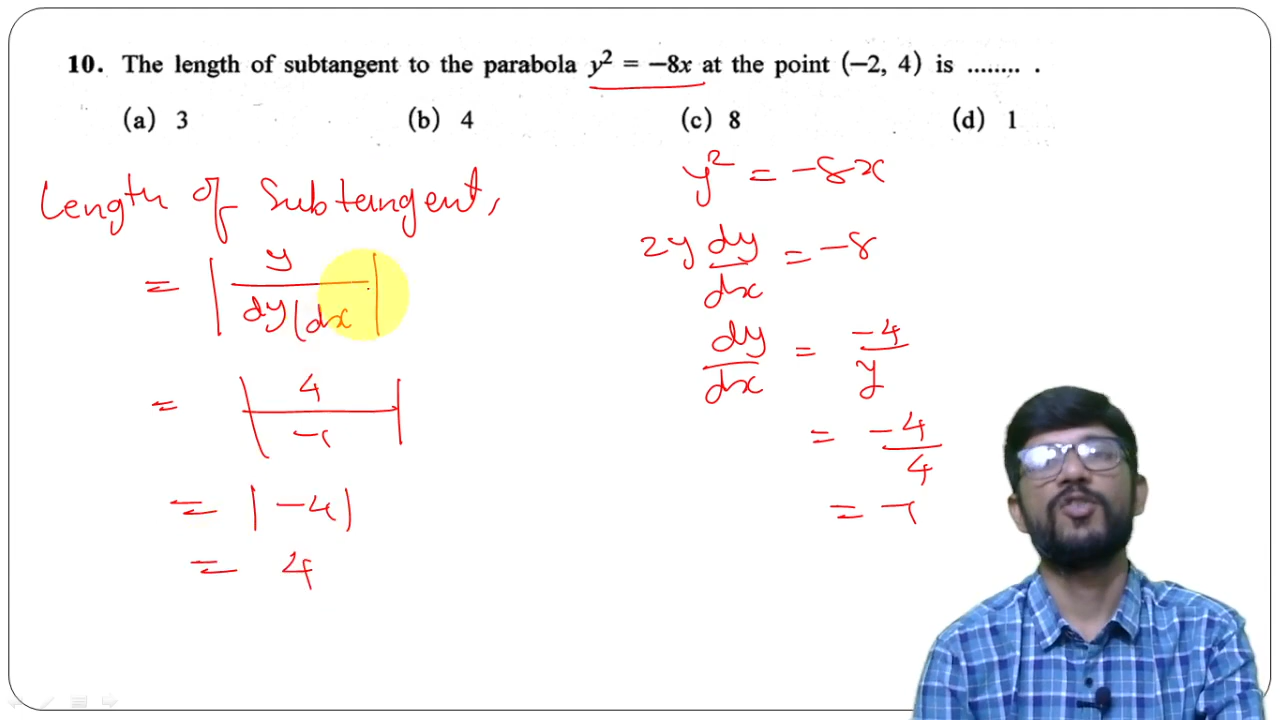 10. The length of subtangent to the parabola y² = −8x at the point (−2, 4) is ........ .
(a) 3 (b) 4 (c) 8 (d) 1
Length of Subtangent,
= | y / dy/dx |
= | 4 / -1 |
= |-4|
= 4
y² = -8x
2y dy/dx = -8
dy/dx = -4/y
= -4/4
= -1